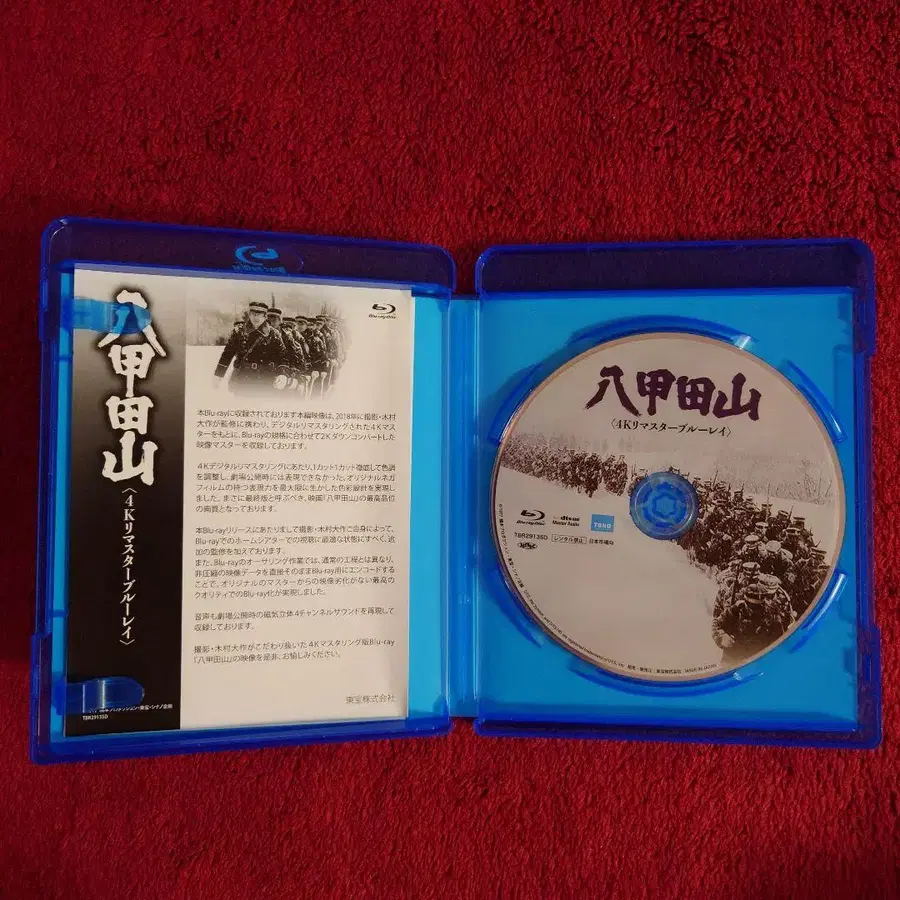 八甲田山
〈4Kリマスターブルーレイ〉
Blu-ray Disc
本Blu-rayに収録されております本編映像は、2018年に撮影・木村
大作が監修に携わり、デジタルリマスタリングされた4Kマス
ターをもとに、Blu-rayの規格に合わせて2Kダウンコンバートした
映像マスターを収録しております。
4Kデジタルリマスタリングにあたり、1カット1カット徹底して色調
を調整し、劇場公開時には表現できなかった、オリジナルネガ
フィルムの持つ表現力を最大限に生かした色彩設計を実現し
ました。まさに最終版と呼ぶべき、映画『八甲田山』の最高品位
の画質となっております。
本Blu-rayリリースにあたりまして撮影・木村大作ご自身によって、
Blu-rayでのホームシアターでの視聴に最適な状態にすべく、追
加の監修を加えております。
また、Blu-rayのオーサリング作業では、通常の工程とは異なり、
非圧縮の映像データを直接そのままBlu-ray用にエンコードする
ことで、オリジナルのマスターからの映像劣化がない最高の
クオリティでのBlu-ray化が実現しました。
音声も劇場公開時の磁気立体4チャンネルサウンドを再現して
収録しております。
撮影・木村大作がこだわり抜いた4Kマスタリング版Blu-ray
『八甲田山』の映像を是非、お愉しみください。
東宝株式会社
プロダクション・東宝・シナノ企画
TBR29135D
八甲田山
〈4Kリマスターブルーレイ〉
Blu-ray Disc
dts-HD
Master Audio
TOHO
TBR29135D
レンタル禁止
日本市場向